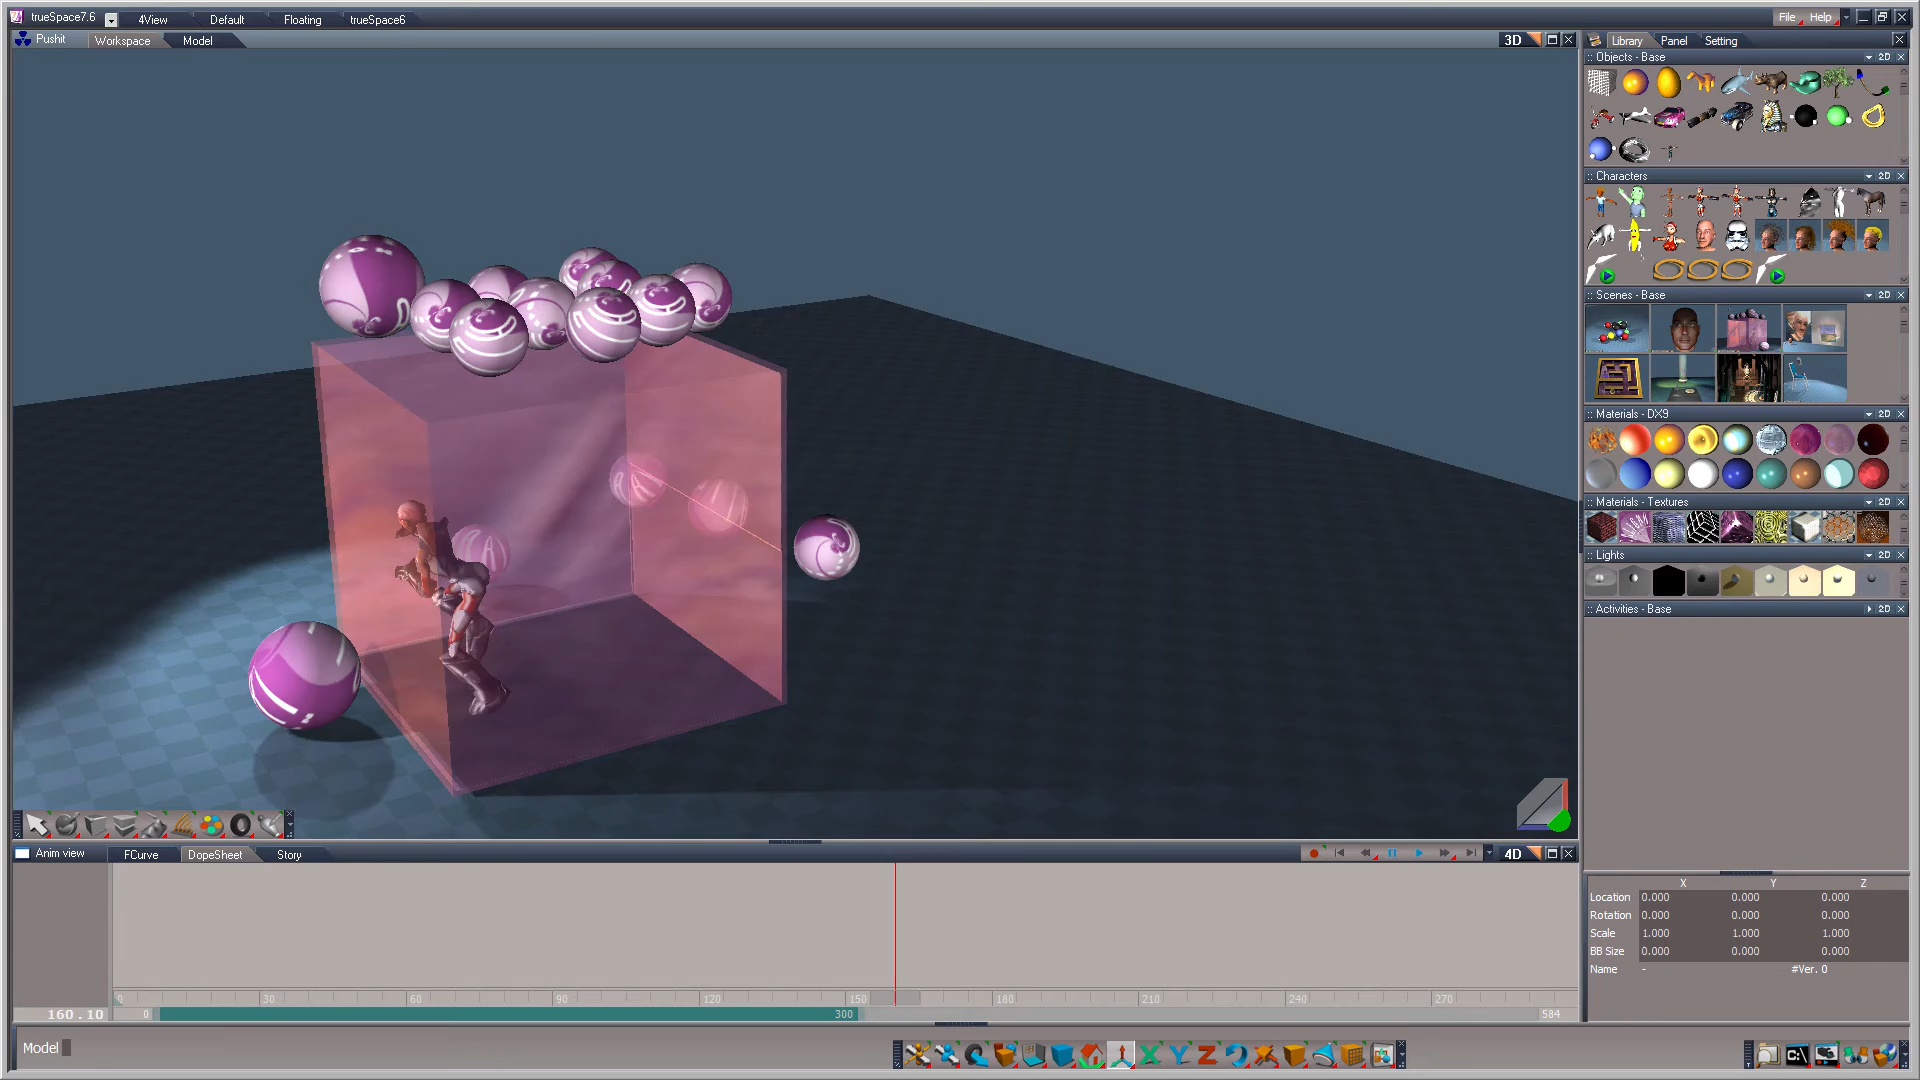 trueSpace7.6 4View Default Floating trueSpace6 File Help
Pushit Workspace Model 3D Library Panel Setting
Objects - Base 2D
Characters 2D
Scenes - Base 2D
Materials - DX9 2D
Materials - Textures 2D
Lights 2D
Activities - Base 2D
Anim view FCurve DopeSheet Story 4D
X Y Z
Location 0.000 0.000 0.000
Rotation 0.000 0.000 0.000
Scale 1.000 1.000 1.000
BB Size 0.000 0.000 0.000
Name - #Ver. 0
0 30 60 90 120 150 180 210 240 270
160.10 0 300 584
Model X Y Z C:\